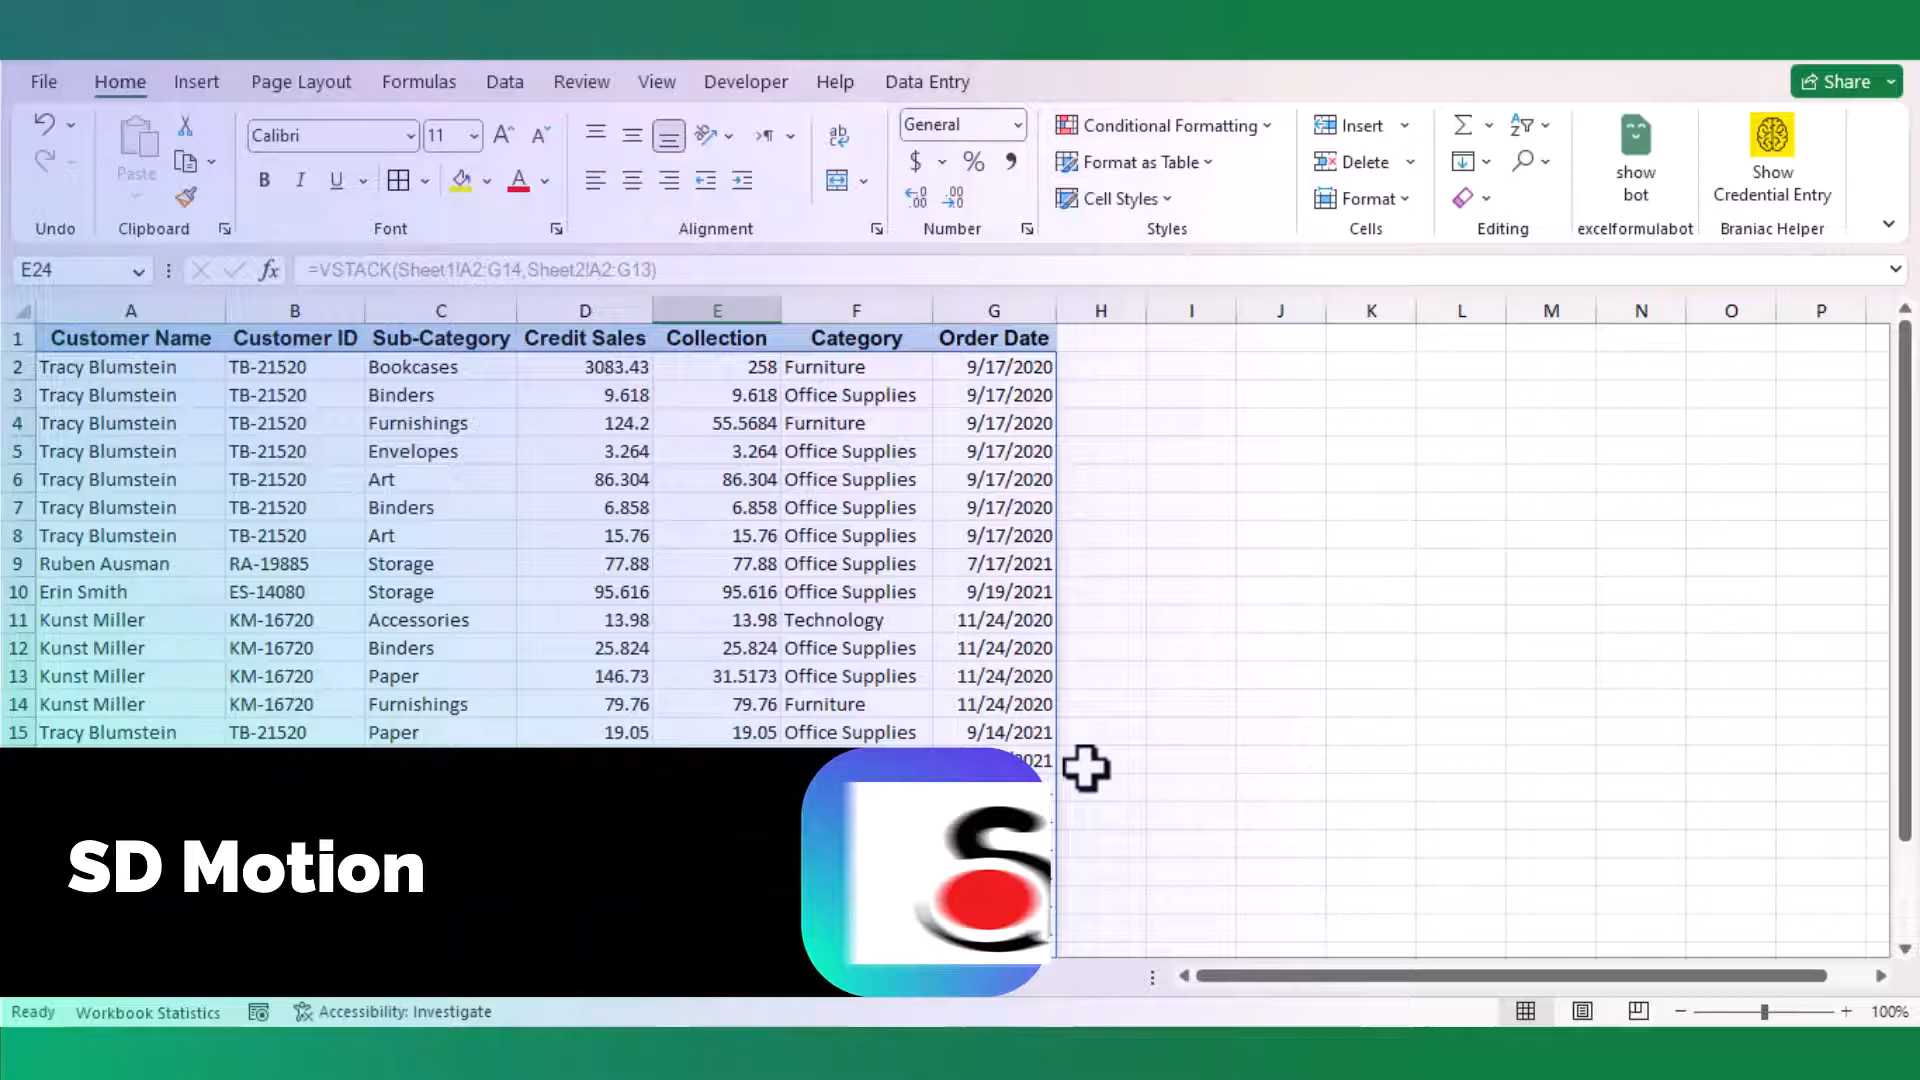 File Home Insert Page Layout Formulas Data Review View Developer Help Data Entry Share
Calibri 11 General Conditional Formatting Insert
Paste $ % Format as Table Delete show bot Show Credential Entry
B I U A Cell Styles Format
Undo Clipboard Font Alignment Number Styles Cells Editing excelformulabot Braniac Helper
E24 fx =VSTACK(Sheet1!A2:G14,Sheet2!A2:G13)
A B C D E F G H I J K L M N O P
1 Customer Name Customer ID Sub-Category Credit Sales Collection Category Order Date
2 Tracy Blumstein TB-21520 Bookcases 3083.43 258 Furniture 9/17/2020
3 Tracy Blumstein TB-21520 Binders 9.618 9.618 Office Supplies 9/17/2020
4 Tracy Blumstein TB-21520 Furnishings 124.2 55.5684 Furniture 9/17/2020
5 Tracy Blumstein TB-21520 Envelopes 3.264 3.264 Office Supplies 9/17/2020
6 Tracy Blumstein TB-21520 Art 86.304 86.304 Office Supplies 9/17/2020
7 Tracy Blumstein TB-21520 Binders 6.858 6.858 Office Supplies 9/17/2020
8 Tracy Blumstein TB-21520 Art 15.76 15.76 Office Supplies 9/17/2020
9 Ruben Ausman RA-19885 Storage 77.88 77.88 Office Supplies 7/17/2021
10 Erin Smith ES-14080 Storage 95.616 95.616 Office Supplies 9/19/2021
11 Kunst Miller KM-16720 Accessories 13.98 13.98 Technology 11/24/2020
12 Kunst Miller KM-16720 Binders 25.824 25.824 Office Supplies 11/24/2020
13 Kunst Miller KM-16720 Paper 146.73 31.5173 Office Supplies 11/24/2020
14 Kunst Miller KM-16720 Furnishings 79.76 79.76 Furniture 11/24/2020
15 Tracy Blumstein TB-21520 Paper 19.05 19.05 Office Supplies 9/14/2021
SD Motion
Ready Workbook Statistics Accessibility: Investigate 100%